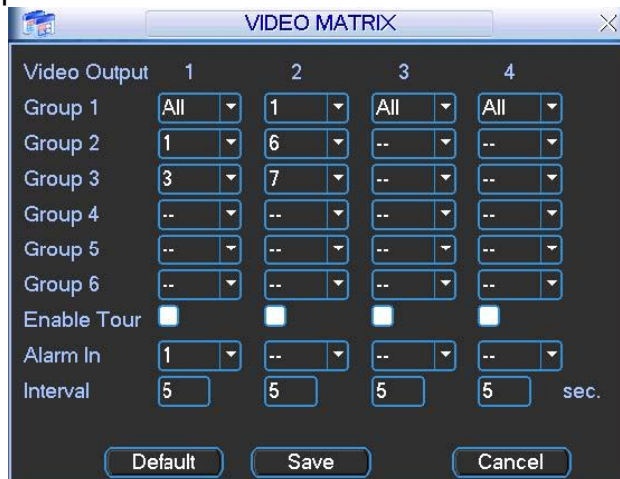 VIDEO MATRIX
Video Output 1 2 3 4
Group 1 All 1 All All
Group 2 1 6 -- --
Group 3 3 7 -- --
Group 4 -- -- -- --
Group 5 -- -- -- --
Group 6 -- -- -- --
Enable Tour
Alarm In 1 -- -- --
Interval 5 5 5 5 sec.
Default Save Cancel